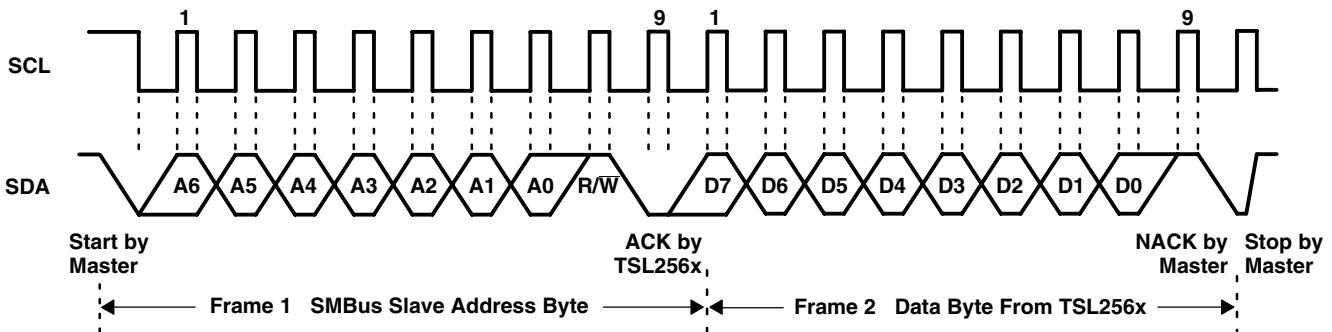 1 9 1 9
SCL
SDA A6 A5 A4 A3 A2 A1 A0 R/W̅ D7 D6 D5 D4 D3 D2 D1 D0
Start by ACK by NACK by Stop by
Master TSL256x Master Master
Frame 1 SMBus Slave Address Byte Frame 2 Data Byte From TSL256x